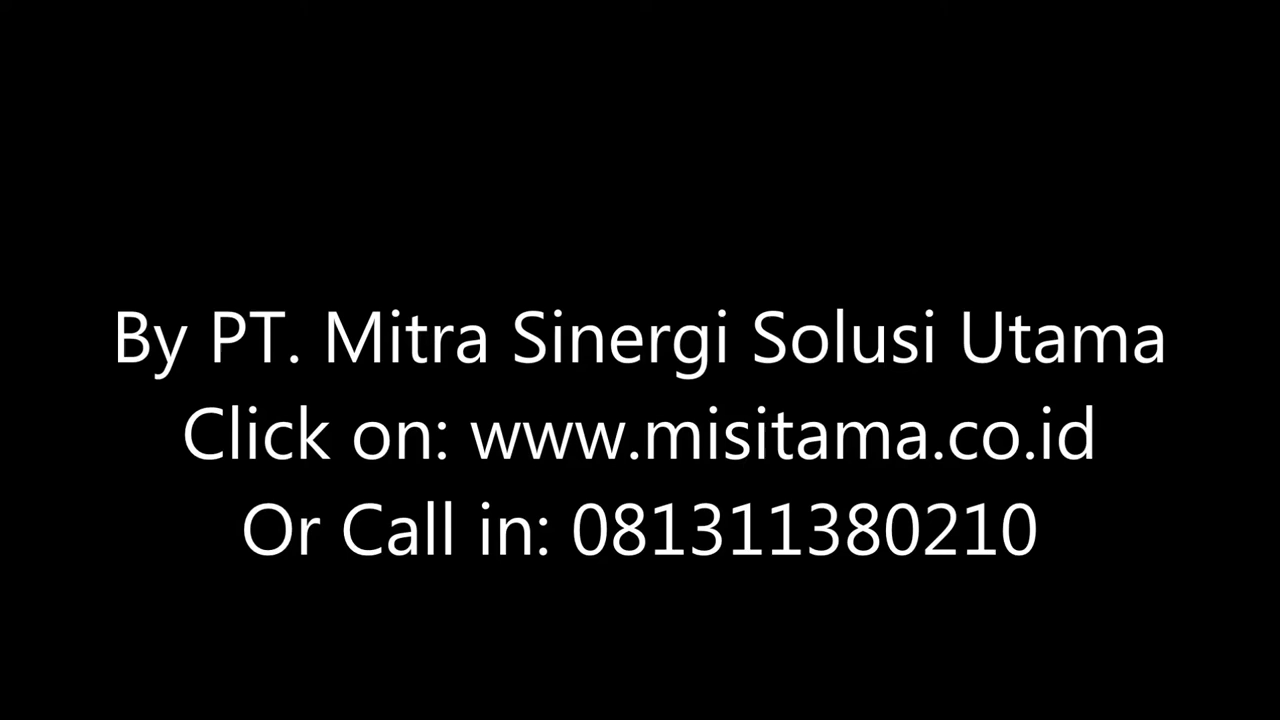 By PT. Mitra Sinergi Solusi Utama
Click on: www.misitama.co.id
Or Call in: 081311380210